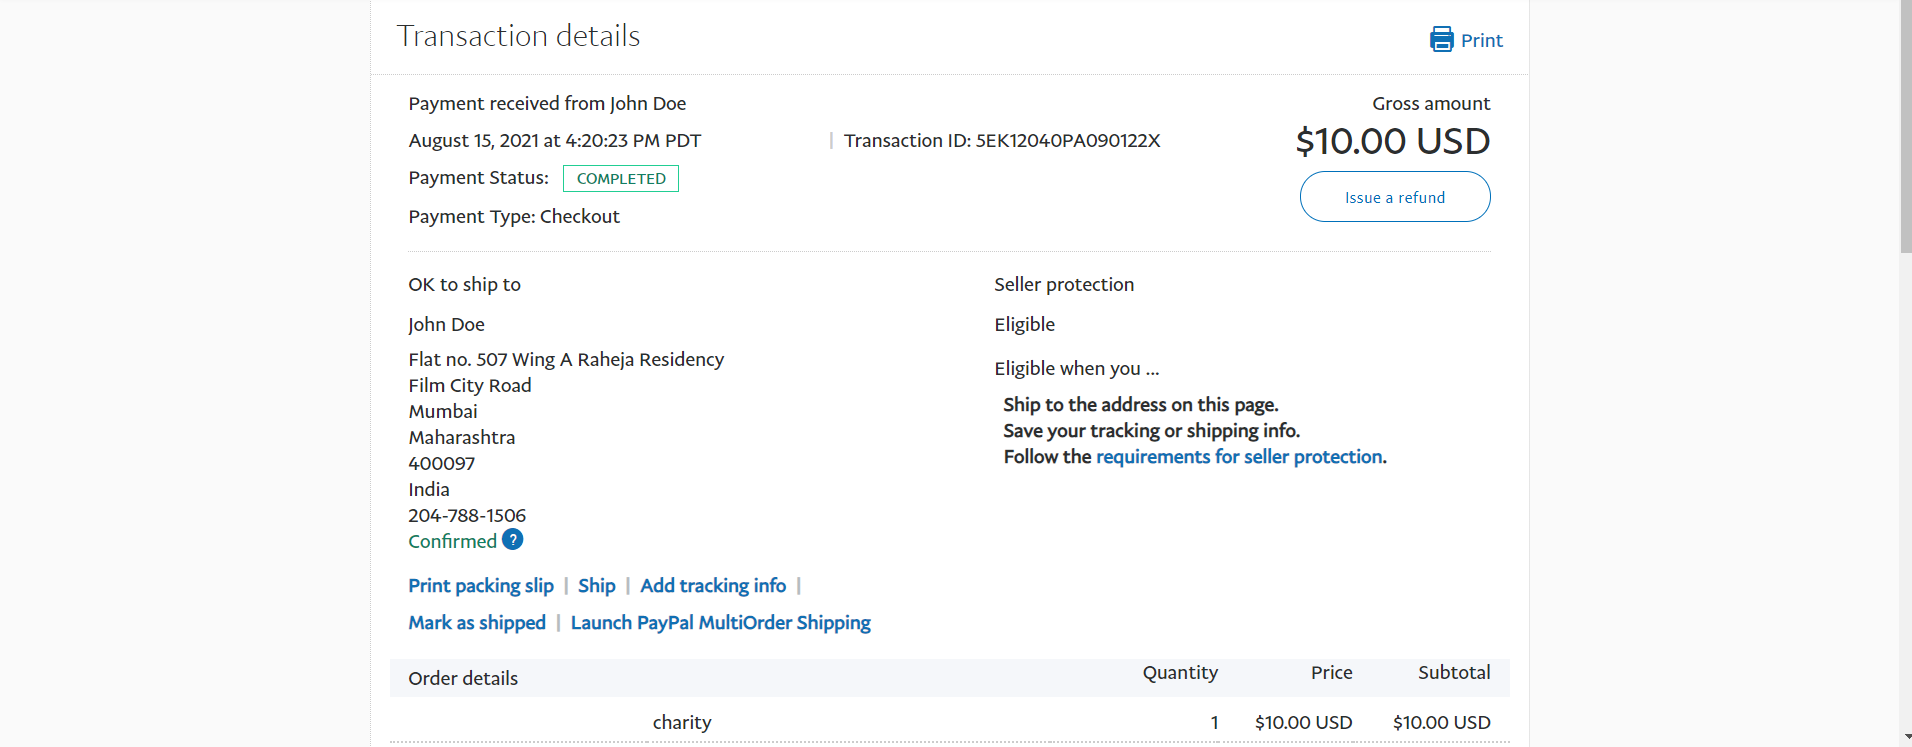 Transaction details
Print
Payment received from John Doe
Gross amount
August 15, 2021 at 4:20:23 PM PDT | Transaction ID: 5EK12040PA090122X
$10.00 USD
Payment Status: COMPLETED
Issue a refund
Payment Type: Checkout
OK to ship to
John Doe
Flat no. 507 Wing A Raheja Residency
Film City Road
Mumbai
Maharashtra
400097
India
204-788-1506
Confirmed ?
Seller protection
Eligible
Eligible when you ...
Ship to the address on this page.
Save your tracking or shipping info.
Follow the requirements for seller protection.
Print packing slip | Ship | Add tracking info |
Mark as shipped | Launch PayPal MultiOrder Shipping
Order details Quantity Price Subtotal
charity 1 $10.00 USD $10.00 USD